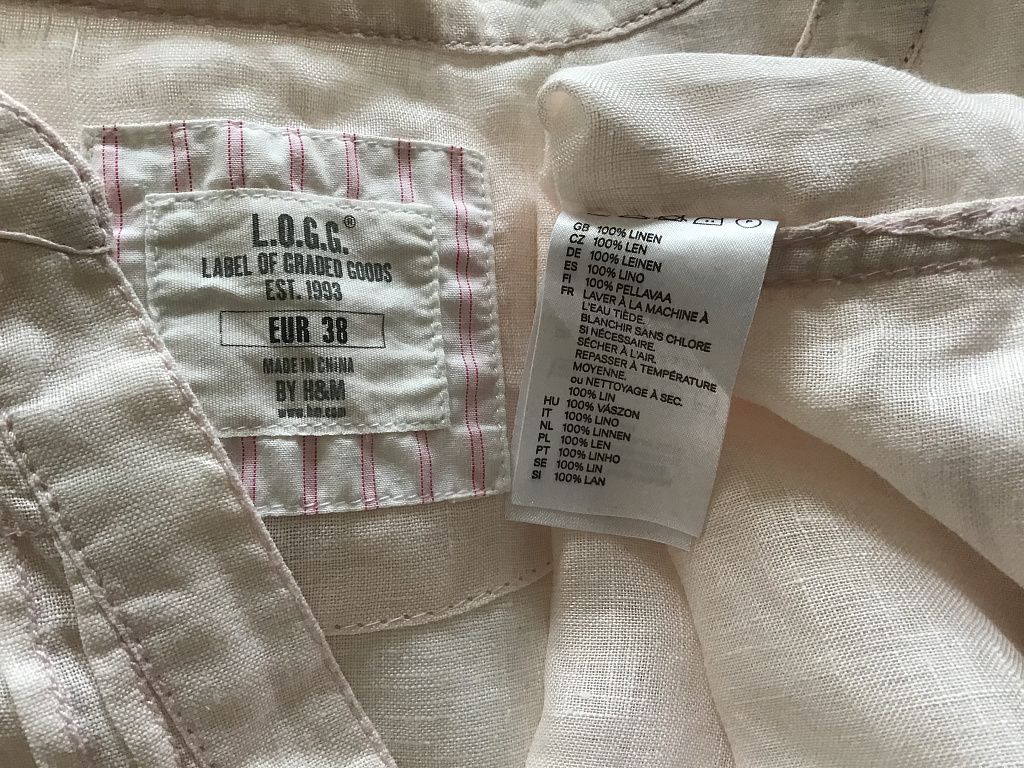 L.O.G.G.®
LABEL OF GRADED GOODS
EST. 1993
EUR 38
MADE IN CHINA
BY H&M
www.hm.com
GB 100% LINEN
CZ 100% LEN
DE 100% LEINEN
ES 100% LINO
FI 100% PELLAVAA
FR LAVER À LA MACHINE À
L'EAU TIÈDE.
BLANCHIR SANS CHLORE
SI NÉCESSAIRE.
SÉCHER À L'AIR.
REPASSER À TEMPÉRATURE
MOYENNE.
ou NETTOYAGE À SEC.
100% LIN
HU 100% VÁSZON
IT 100% LINO
NL 100% LINNEN
PL 100% LEN
PT 100% LINHO
SE 100% LIN
SI 100% LAN